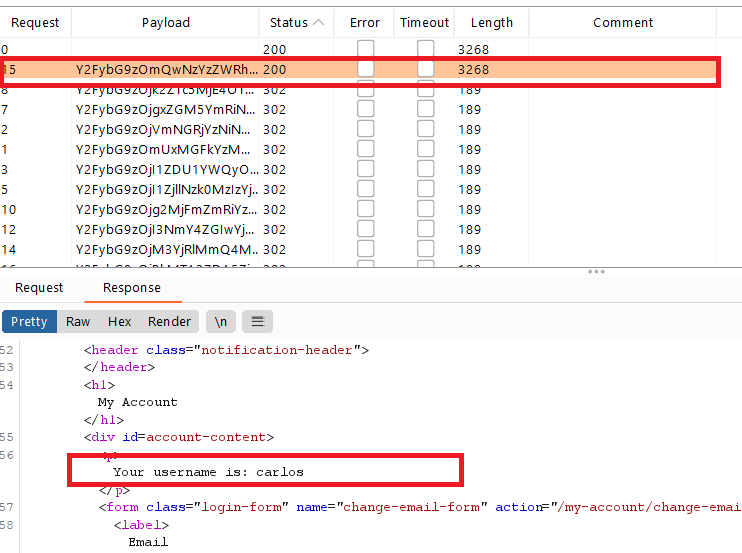 Request Payload Status Error Timeout Length Comment
0 200 3268
15 Y2FybG9zOmQwNzYzZWRh... 200 3268
8 Y2FybG9zOjk2ZTc5MjE4OT... 302 189
7 Y2FybG9zOjgxZGM5YmRiN... 302 189
2 Y2FybG9zOjVmNGRjYzNiN... 302 189
1 Y2FybG9zOmUxMGFkYzM... 302 189
3 Y2FybG9zOjI1ZDU1YWQyO... 302 189
5 Y2FybG9zOjI1ZjllNzk0MzIzYj... 302 189
10 Y2FybG9zOjg2MjFmZmRiYz... 302 189
12 Y2FybG9zOjI3NmY4ZGIwYj... 302 189
14 Y2FybG9zOjM3YjRlMmQ4M... 302 189
Request Response
Pretty Raw Hex Render \n
52 <header class="notification-header">
53 </header>
54 <h1>
My Account
</h1>
55 <div id=account-content>
56 <p>
Your username is: carlos
</p>
57 <form class="login-form" name="change-email-form" action="/my-account/change-emai
58 <label>
Email